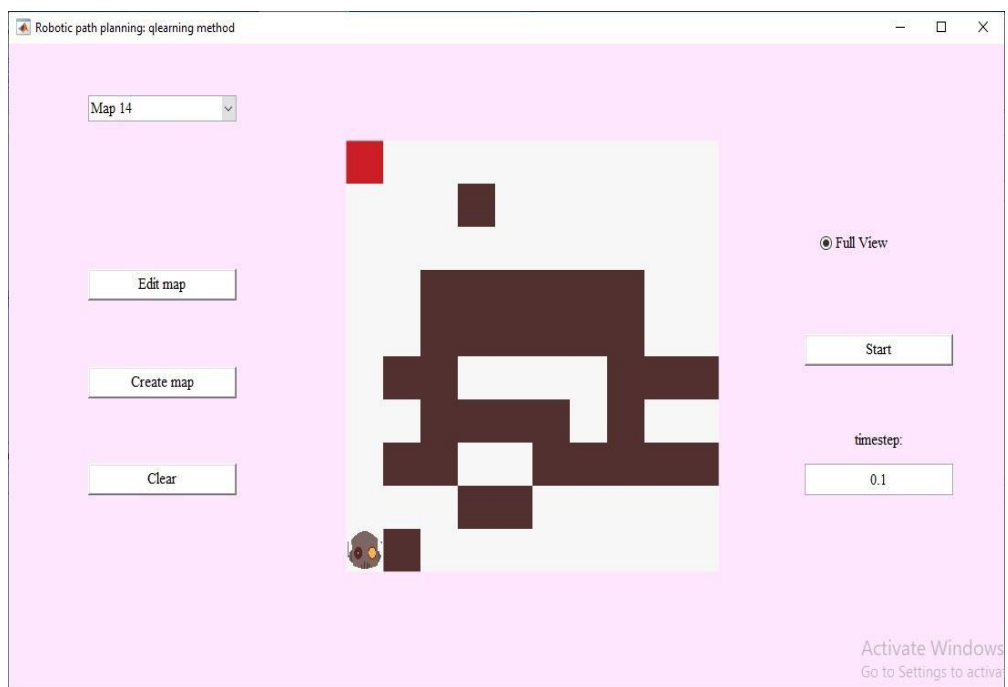 Robotic path planning: qlearning method
Map 14
Full View
Edit map
Start
Create map
timestep:
Clear
0.1
Activate Windows
Go to Settings to activa